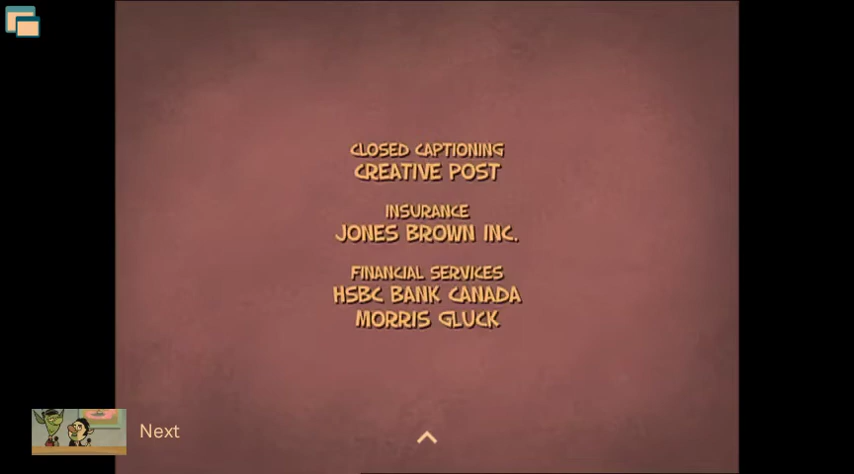 CLOSED CAPTIONING
CREATIVE POST
INSURANCE
JONES BROWN INC.
FINANCIAL SERVICES
HSBC BANK CANADA
MORRIS GLUCK
Next